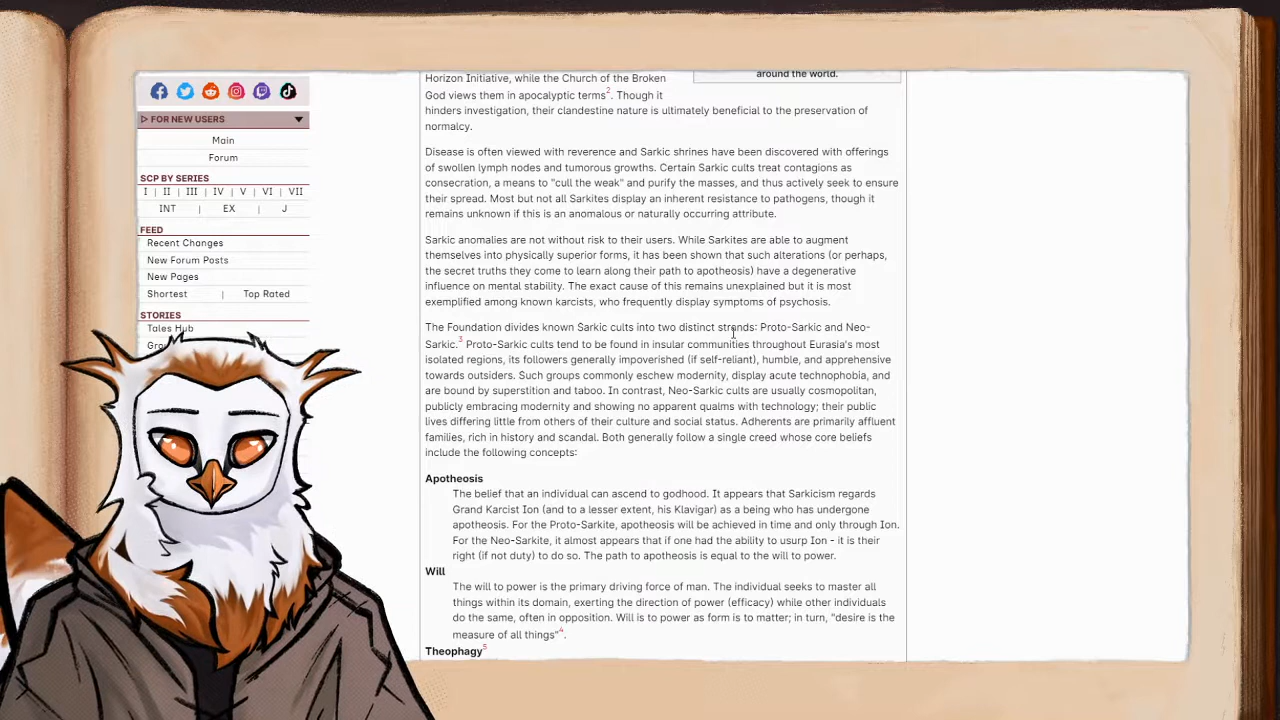 ▷ FOR NEW USERS
Main
Forum
SCP BY SERIES
I | II | III | IV | V | VI | VII
INT | EX | J
FEED
Recent Changes
New Forum Posts
New Pages
Shortest | Top Rated
STORIES
Tales Hub
around the world.
Horizon Initiative, while the Church of the Broken
God views them in apocalyptic terms2. Though it
hinders investigation, their clandestine nature is ultimately beneficial to the preservation of
normalcy.
Disease is often viewed with reverence and Sarkic shrines have been discovered with offerings
of swollen lymph nodes and tumorous growths. Certain Sarkic cults treat contagions as
consecration, a means to "cull the weak" and purify the masses, and thus actively seek to ensure
their spread. Most but not all Sarkites display an inherent resistance to pathogens, though it
remains unknown if this is an anomalous or naturally occurring attribute.
Sarkic anomalies are not without risk to their users. While Sarkites are able to augment
themselves into physically superior forms, it has been shown that such alterations (or perhaps,
the secret truths they come to learn along their path to apotheosis) have a degenerative
influence on mental stability. The exact cause of this remains unexplained but it is most
exemplified among known karcists, who frequently display symptoms of psychosis.
The Foundation divides known Sarkic cults into two distinct strands: Proto-Sarkic and Neo-
Sarkic.3 Proto-Sarkic cults tend to be found in insular communities throughout Eurasia's most
isolated regions, its followers generally impoverished (if self-reliant), humble, and apprehensive
towards outsiders. Such groups commonly eschew modernity, display acute technophobia, and
are bound by superstition and taboo. In contrast, Neo-Sarkic cults are usually cosmopolitan,
publicly embracing modernity and showing no apparent qualms with technology; their public
lives differing little from others of their culture and social status. Adherents are primarily affluent
families, rich in history and scandal. Both generally follow a single creed whose core beliefs
include the following concepts:
Apotheosis
The belief that an individual can ascend to godhood. It appears that Sarkicism regards
Grand Karcist Ion (and to a lesser extent, his Klavigar) as a being who has undergone
apotheosis. For the Proto-Sarkite, apotheosis will be achieved in time and only through Ion.
For the Neo-Sarkite, it almost appears that if one had the ability to usurp Ion - it is their
right (if not duty) to do so. The path to apotheosis is equal to the will to power.
Will
The will to power is the primary driving force of man. The individual seeks to master all
things within its domain, exerting the direction of power (efficacy) while other individuals
do the same, often in opposition. Will is to power as form is to matter; in turn, "desire is the
measure of all things"4.
Theophagy5